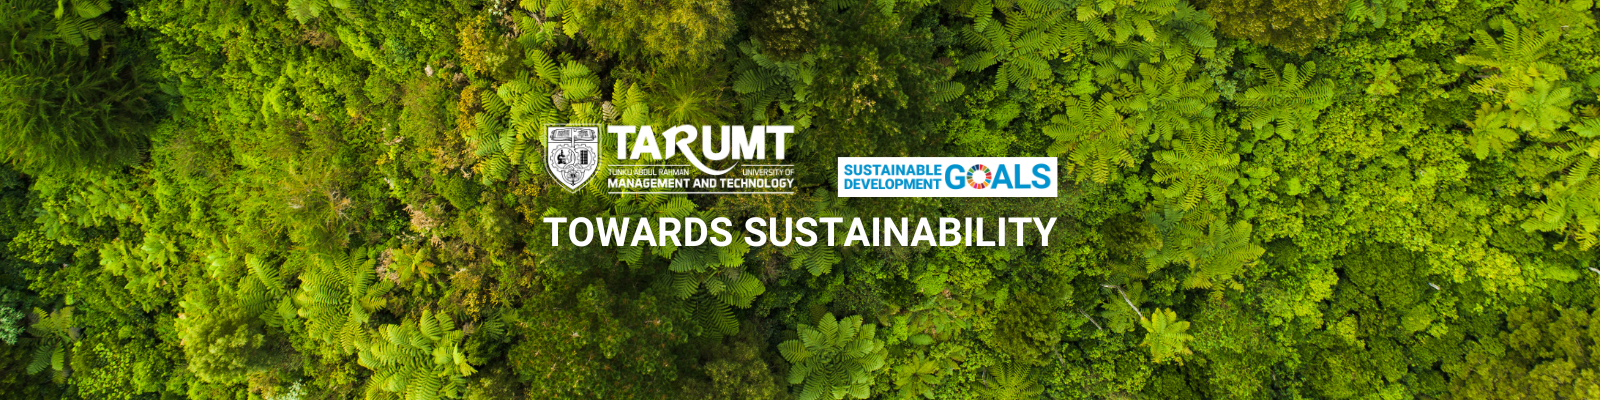 TARUMT
TUNKU ABDUL RAHMAN UNIVERSITY OF
MANAGEMENT AND TECHNOLOGY
SUSTAINABLE
DEVELOPMENT
GOALS
TOWARDS SUSTAINABILITY